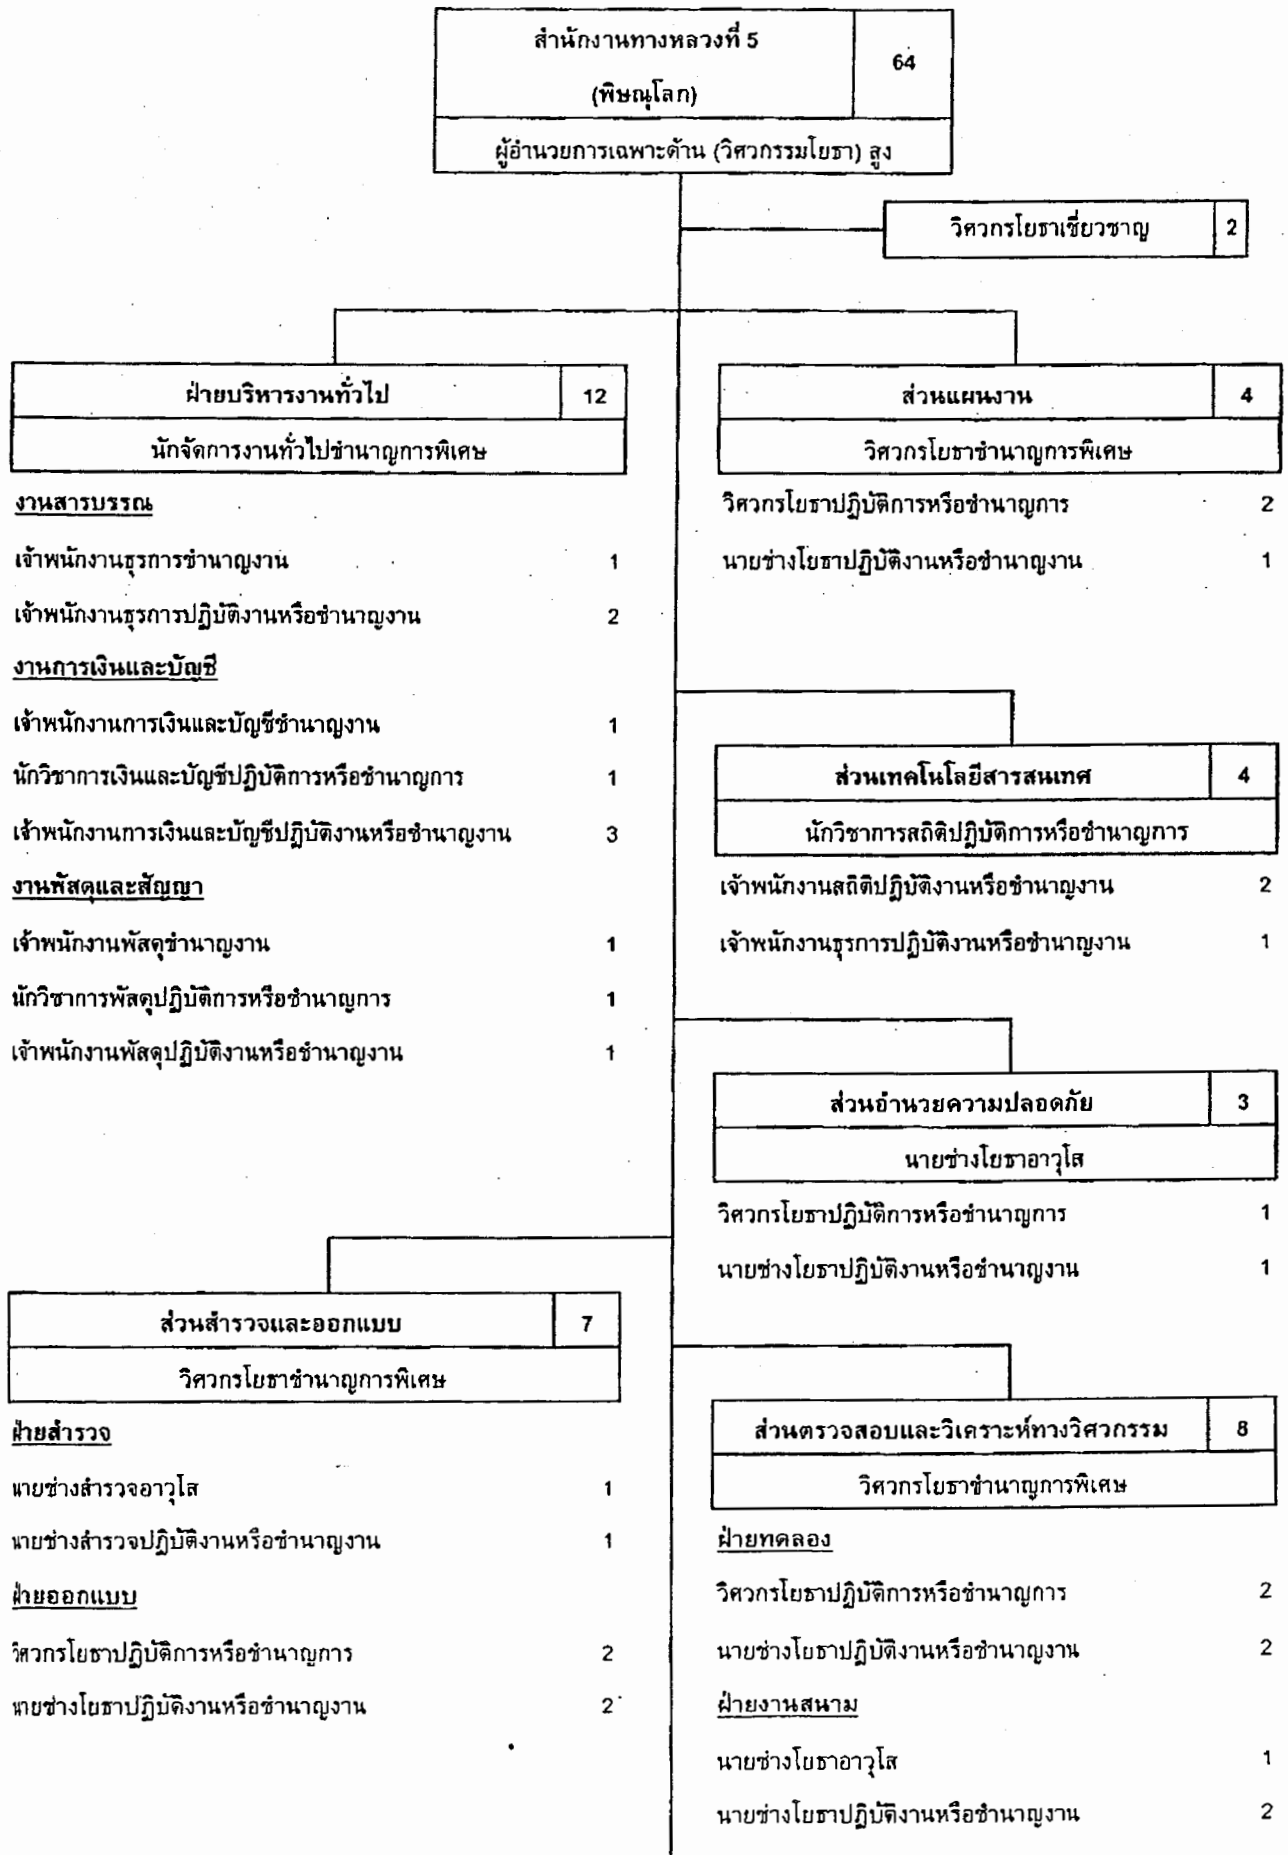 สำนักงานทางหลวงที่ 5
(พิษณุโลก)
64
ผู้อำนวยการเฉพาะด้าน (วิศวกรรมโยธา) สูง
วิศวกรโยธาเชี่ยวชาญ 2
ฝ่ายบริหารงานทั่วไป 12
นักจัดการงานทั่วไปชำนาญการพิเศษ
งานสารบรรณ
เจ้าพนักงานธุรการชำนาญงาน 1
เจ้าพนักงานธุรการปฏิบัติงานหรือชำนาญงาน 2
งานการเงินและบัญชี
เจ้าพนักงานการเงินและบัญชีชำนาญงาน 1
นักวิชาการเงินและบัญชีปฏิบัติการหรือชำนาญการ 1
เจ้าพนักงานการเงินและบัญชีปฏิบัติงานหรือชำนาญงาน 3
งานพัสดุและสัญญา
เจ้าพนักงานพัสดุชำนาญงาน 1
นักวิชาการพัสดุปฏิบัติการหรือชำนาญการ 1
เจ้าพนักงานพัสดุปฏิบัติงานหรือชำนาญงาน 1
ส่วนแผนงาน 4
วิศวกรโยธาชำนาญการพิเศษ
วิศวกรโยธาปฏิบัติการหรือชำนาญการ 2
นายช่างโยธาปฏิบัติงานหรือชำนาญงาน 1
ส่วนเทคโนโลยีสารสนเทศ 4
นักวิชาการสถิติปฏิบัติการหรือชำนาญการ
เจ้าพนักงานสถิติปฏิบัติงานหรือชำนาญงาน 2
เจ้าพนักงานธุรการปฏิบัติงานหรือชำนาญงาน 1
ส่วนอำนวยความปลอดภัย 3
นายช่างโยธาอาวุโส
วิศวกรโยธาปฏิบัติการหรือชำนาญการ 1
นายช่างโยธาปฏิบัติงานหรือชำนาญงาน 1
ส่วนสำรวจและออกแบบ 7
วิศวกรโยธาชำนาญการพิเศษ
ฝ่ายสำรวจ
นายช่างสำรวจอาวุโส 1
นายช่างสำรวจปฏิบัติงานหรือชำนาญงาน 1
ฝ่ายออกแบบ
วิศวกรโยธาปฏิบัติการหรือชำนาญการ 2
นายช่างโยธาปฏิบัติงานหรือชำนาญงาน 2
ส่วนตรวจสอบและวิเคราะห์ทางวิศวกรรม 8
วิศวกรโยธาชำนาญการพิเศษ
ฝ่ายทดลอง
วิศวกรโยธาปฏิบัติการหรือชำนาญการ 2
นายช่างโยธาปฏิบัติงานหรือชำนาญงาน 2
ฝ่ายงานสนาม
นายช่างโยธาอาวุโส 1
นายช่างโยธาปฏิบัติงานหรือชำนาญงาน 2